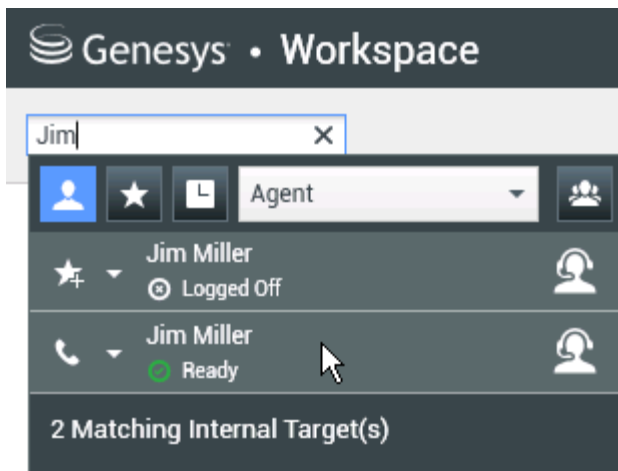 Genesys • Workspace
Jim
Agent
Jim Miller
Logged Off
Jim Miller
Ready
2 Matching Internal Target(s)